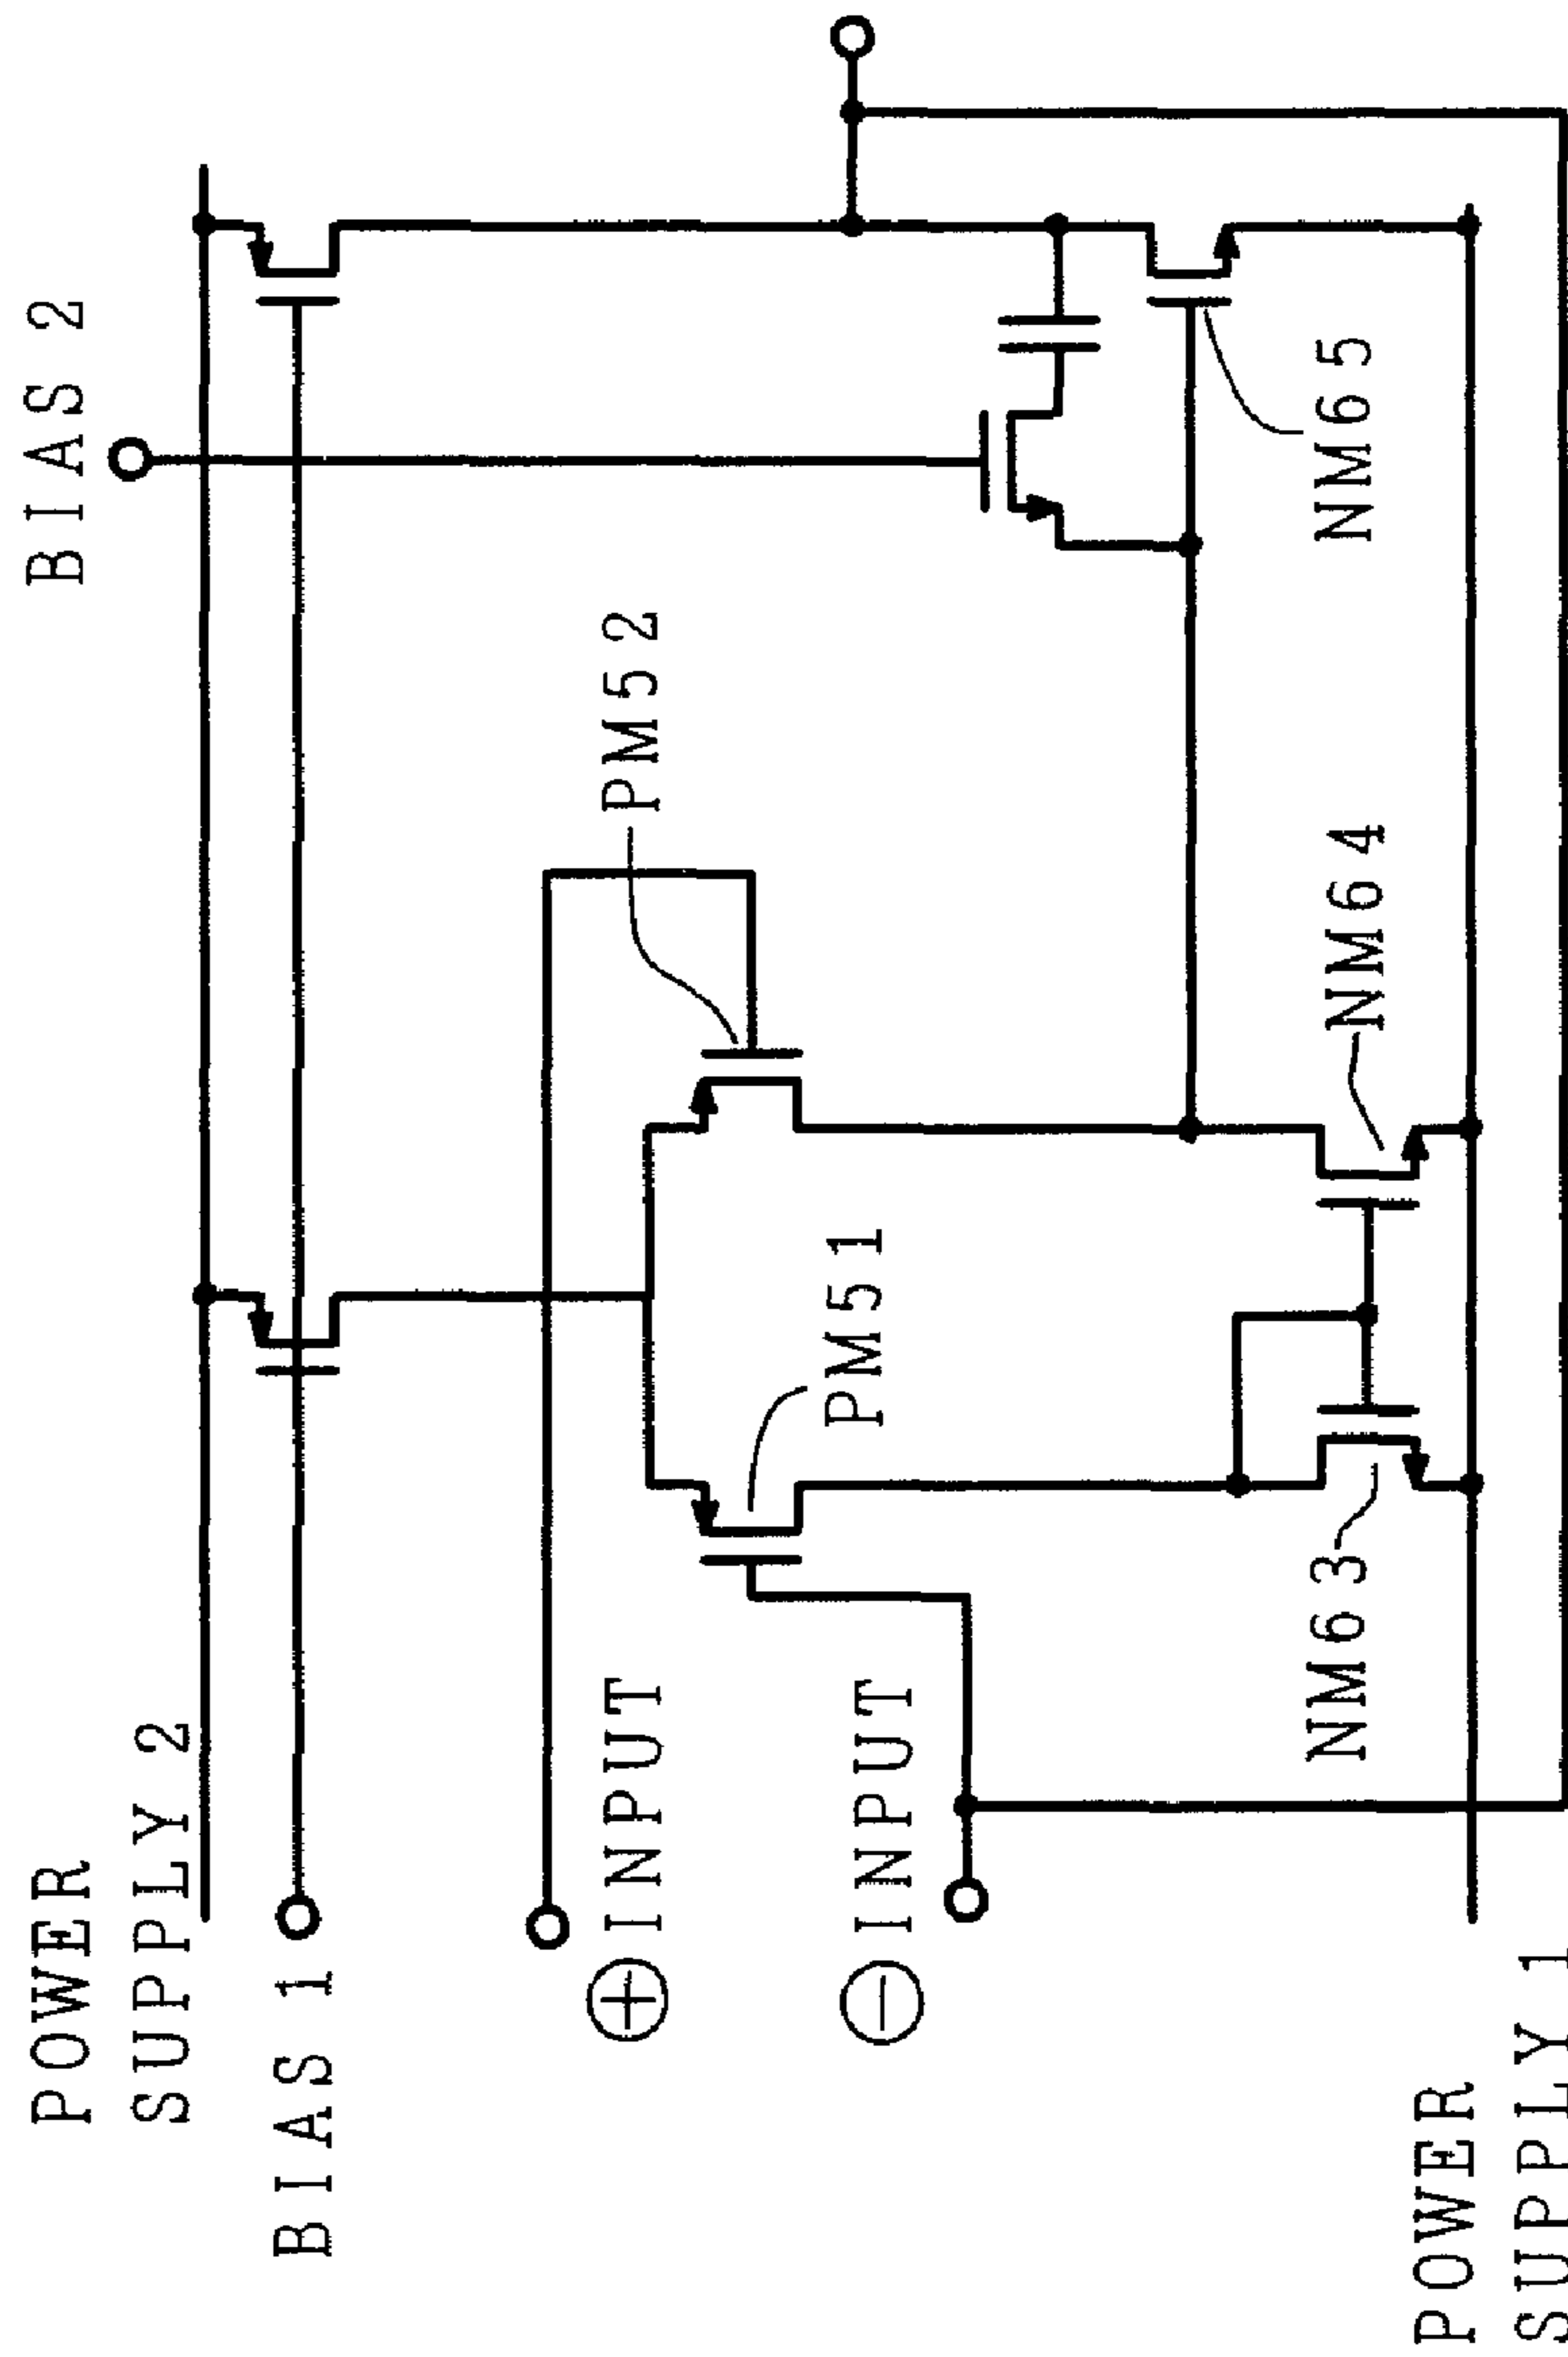 POWER
SUPPLY 2
BIAS 2
BIAS 1
⊕ INPUT
PM52
PM51
⊖ INPUT
NM65
NM64
NM63
POWER
SUPPLY 1